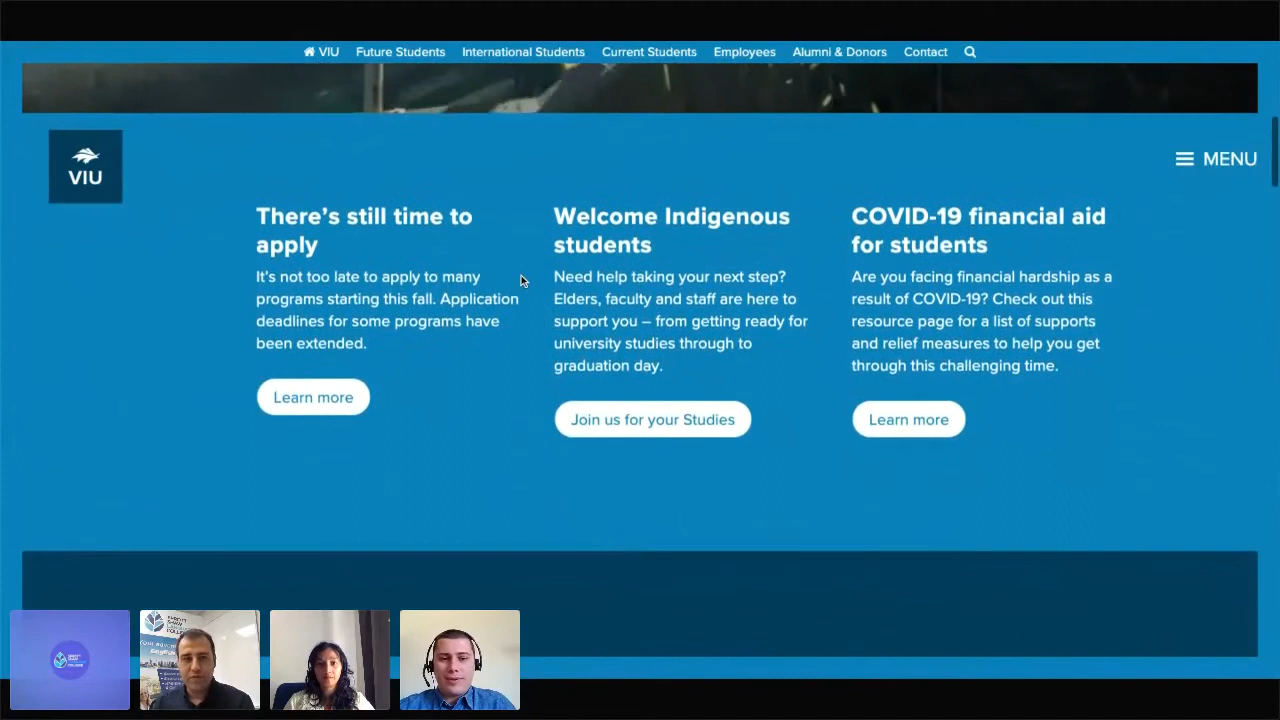 VIU Future Students International Students Current Students Employees Alumni & Donors Contact
VIU
MENU
There's still time to
apply
It's not too late to apply to many
programs starting this fall. Application
deadlines for some programs have
been extended.
Learn more
Welcome Indigenous
students
Need help taking your next step?
Elders, faculty and staff are here to
support you – from getting ready for
university studies through to
graduation day.
Join us for your Studies
COVID-19 financial aid
for students
Are you facing financial hardship as a
result of COVID-19? Check out this
resource page for a list of supports
and relief measures to help you get
through this challenging time.
Learn more